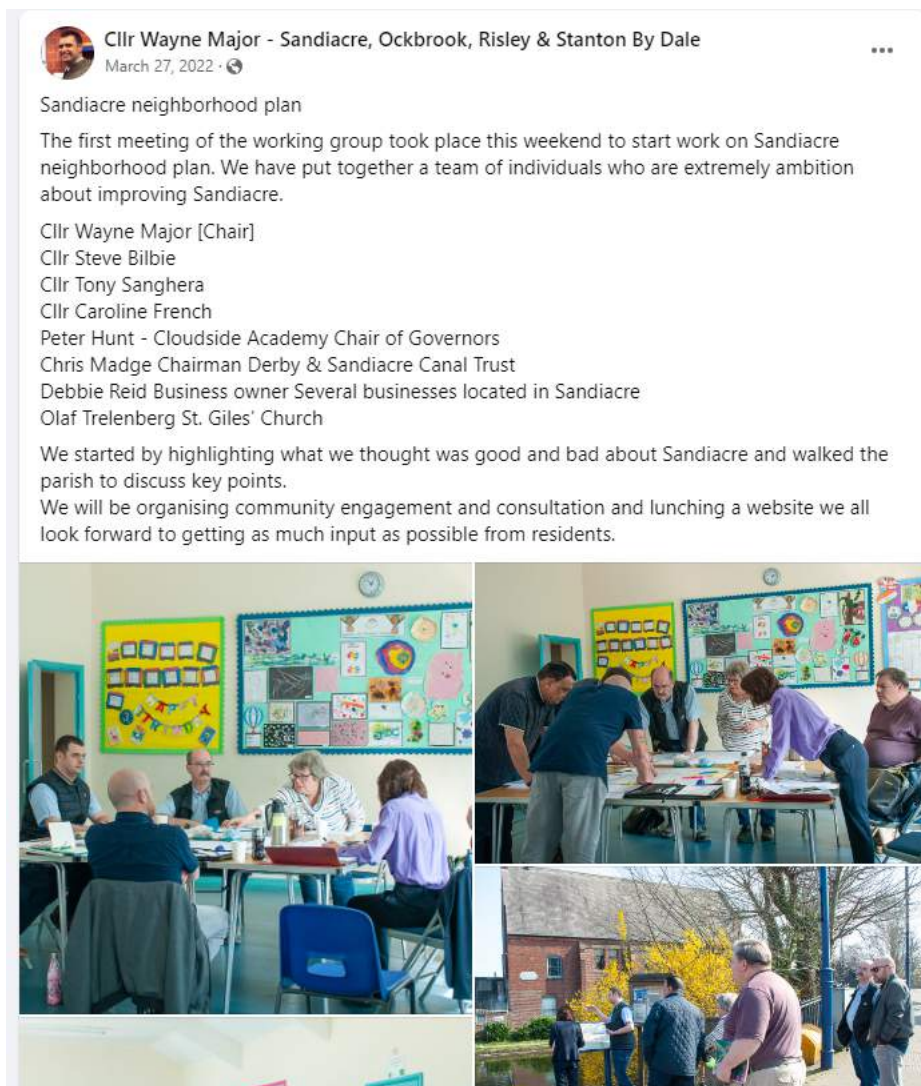 Cllr Wayne Major - Sandiacre, Ockbrook, Risley & Stanton By Dale
March 27, 2022 ·
Sandiacre neighborhood plan
The first meeting of the working group took place this weekend to start work on Sandiacre
neighborhood plan. We have put together a team of individuals who are extremely ambition
about improving Sandiacre.
Cllr Wayne Major [Chair]
Cllr Steve Bilbie
Cllr Tony Sanghera
Cllr Caroline French
Peter Hunt - Cloudside Academy Chair of Governors
Chris Madge Chairman Derby & Sandiacre Canal Trust
Debbie Reid Business owner Several businesses located in Sandiacre
Olaf Trelenberg St. Giles' Church
We started by highlighting what we thought was good and bad about Sandiacre and walked the
parish to discuss key points.
We will be organising community engagement and consultation and lunching a website we all
look forward to getting as much input as possible from residents.
HAPPY
BIRTHDAY